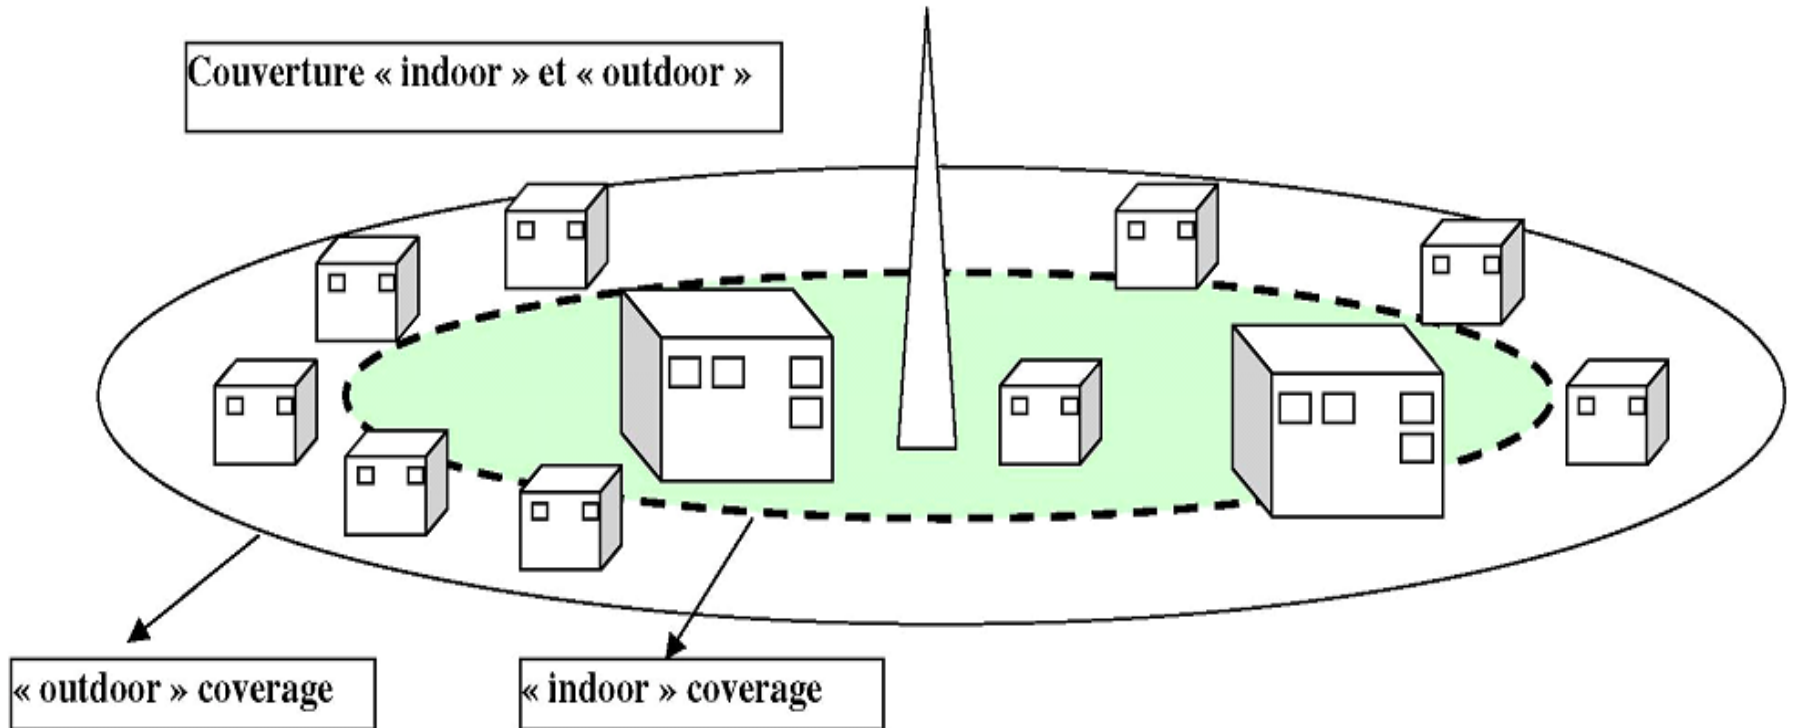 Couverture « indoor » et « outdoor »
« outdoor » coverage
« indoor » coverage